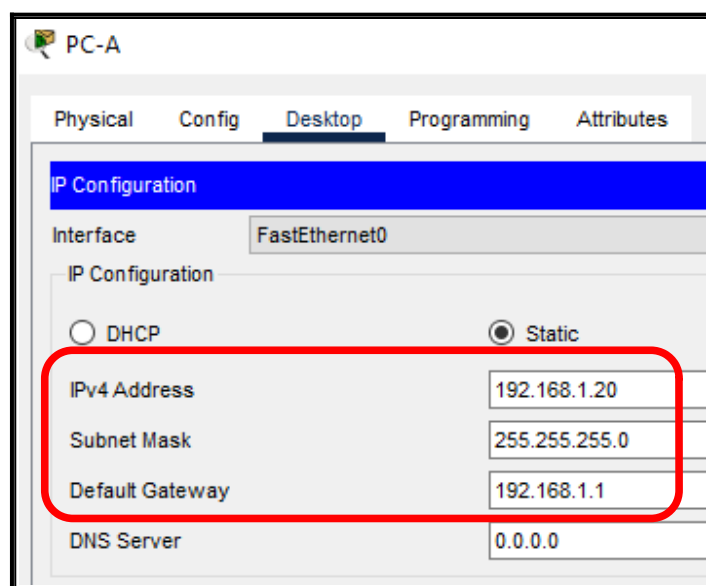 PC-A
Physical Config Desktop Programming Attributes
IP Configuration
Interface FastEthernet0
IP Configuration
DHCP Static
IPv4 Address 192.168.1.20
Subnet Mask 255.255.255.0
Default Gateway 192.168.1.1
DNS Server 0.0.0.0